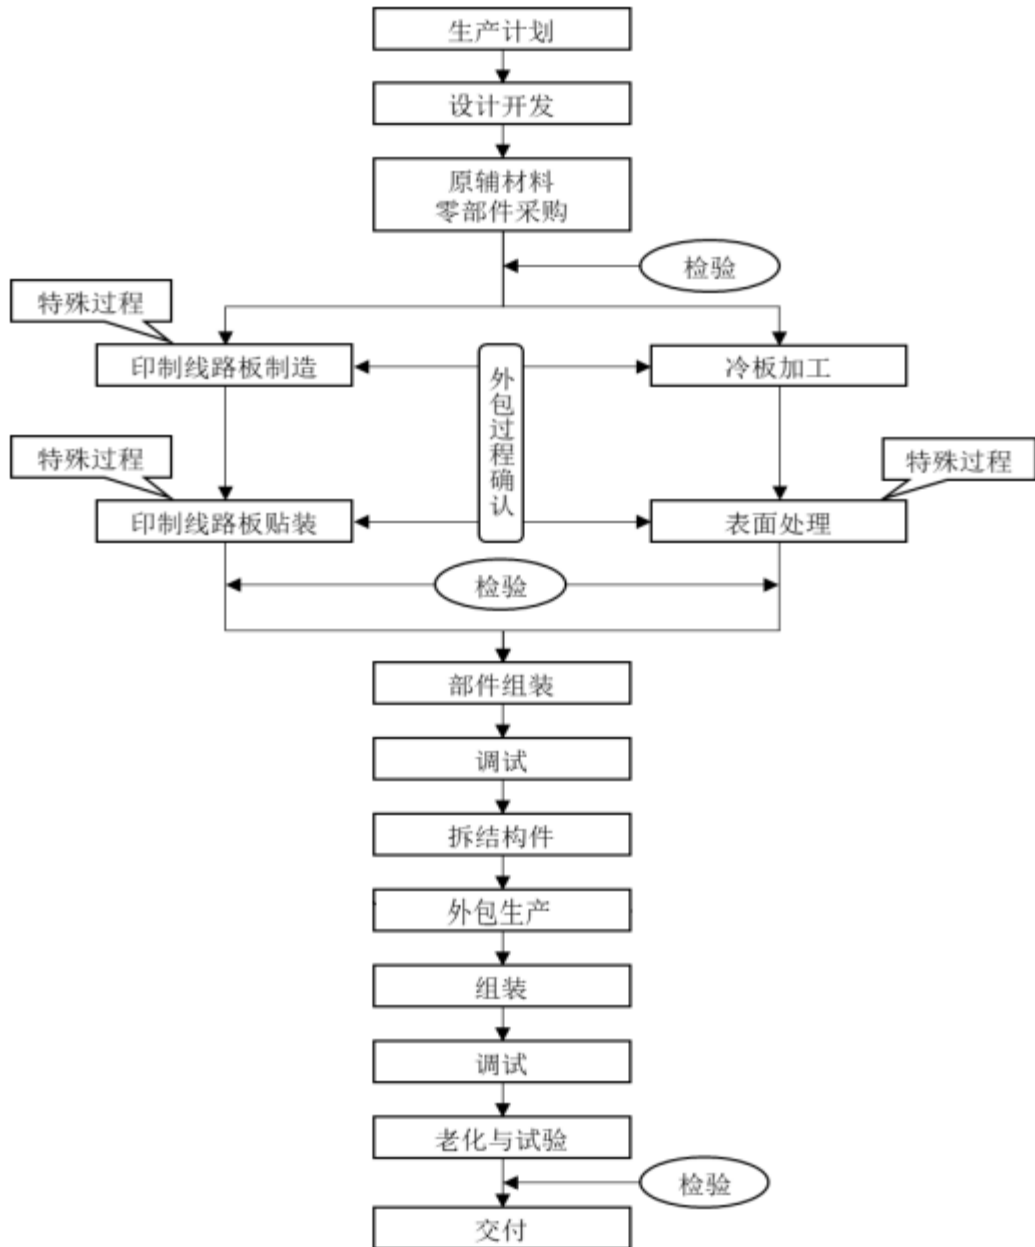 生产计划
设计开发
原辅材料
零部件采购
检验
特殊过程
印制线路板制造
外包过程确认
冷板加工
特殊过程
特殊过程
印制线路板贴装
表面处理
检验
部件组装
调试
拆结构件
外包生产
组装
调试
老化与试验
检验
交付